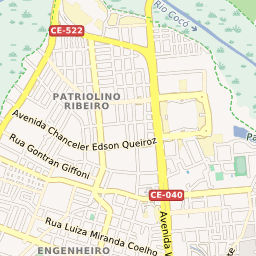 Rio Cocó
CE-522
PATRIOLINO
RIBEIRO
Avenida Chanceler Edson Queiroz
Rua Gontran Giffoni
CE-040
Rua Luiza Miranda Coelho
Avenida
ENGENHEIRO